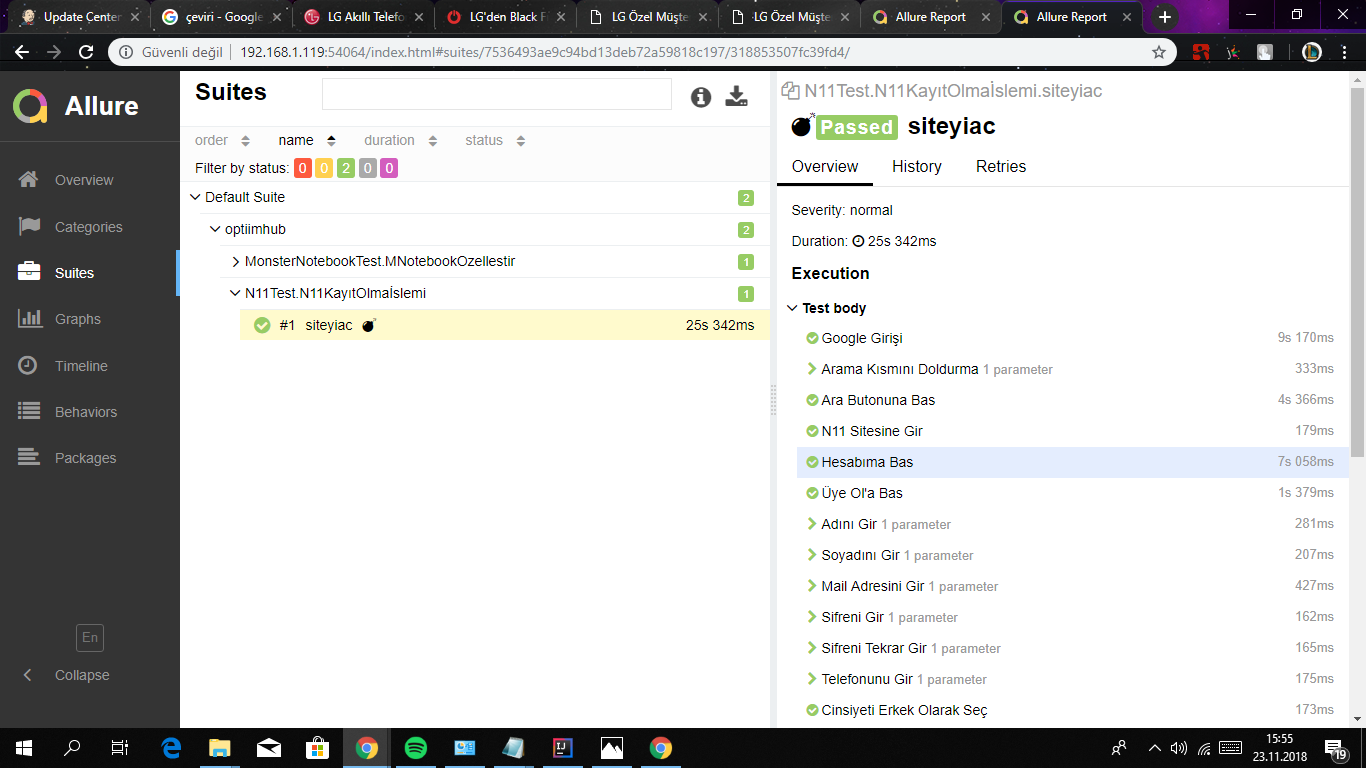 Update Center
çeviri - Google
LG Akıllı Telefo
LG'den Black F
LG Özel Müşte
LG Özel Müşte
Allure Report
Allure Report
Güvenli değil
192.168.1.119:54064/index.html#suites/7536493ae9c94bd13deb72a59818c197/318853507fc39fd4/
Allure
Overview
Categories
Suites
Graphs
Timeline
Behaviors
Packages
En
Collapse
Suites
order name duration status
Filter by status: 0 0 2 0 0
Default Suite 2
optiimhub 2
MonsterNotebookTest.MNotebookOzellestir 1
N11Test.N11KayıtOlmaİslemi 1
#1 siteyiac 25s 342ms
N11Test.N11KayıtOlmaİslemi.siteyiac
Passed siteyiac
Overview History Retries
Severity: normal
Duration: 25s 342ms
Execution
Test body
Google Girişi 9s 170ms
Arama Kısmını Doldurma 1 parameter 333ms
Ara Butonuna Bas 4s 366ms
N11 Sitesine Gir 179ms
Hesabıma Bas 7s 058ms
Üye Ol'a Bas 1s 379ms
Adını Gir 1 parameter 281ms
Soyadını Gir 1 parameter 207ms
Mail Adresini Gir 1 parameter 427ms
Sifreni Gir 1 parameter 162ms
Sifreni Tekrar Gir 1 parameter 165ms
Telefonunu Gir 1 parameter 175ms
Cinsiyeti Erkek Olarak Seç 173ms
15:55
23.11.2018
19